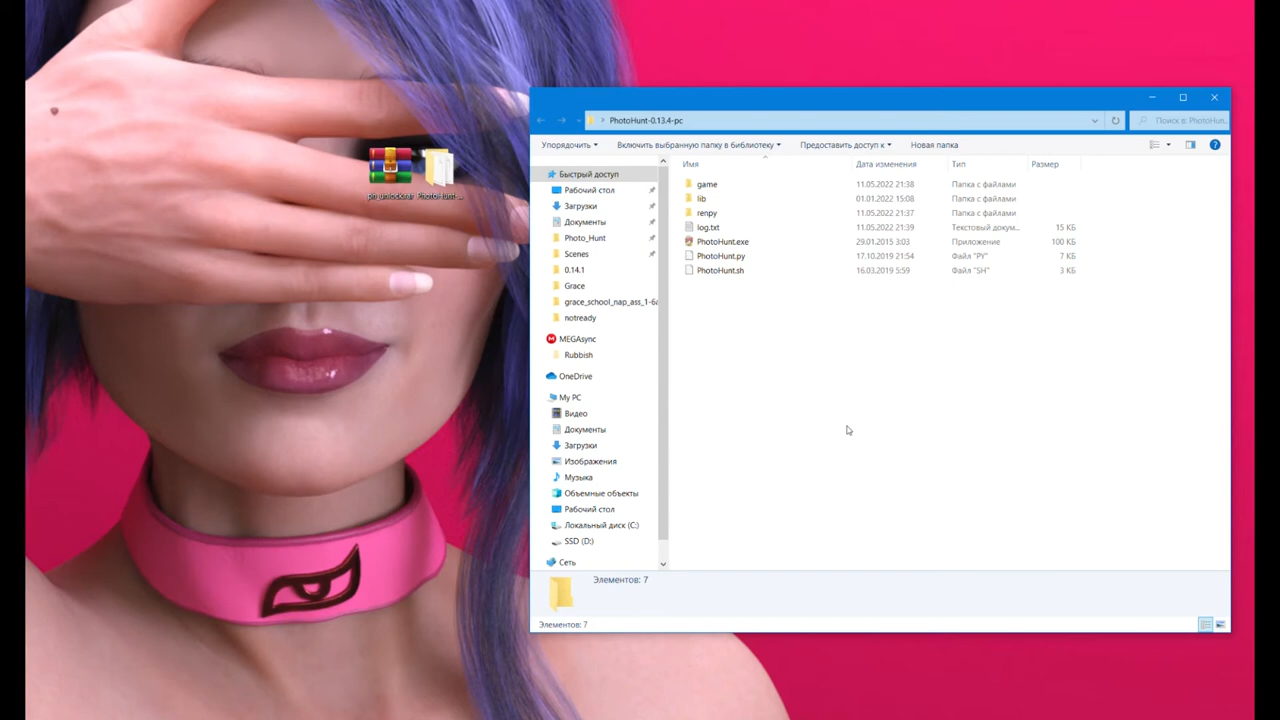 ph_unlock.rar
PhotoHunt-...
PhotoHunt-0.13.4-pc
Поиск в: PhotoHun...
Упорядочить
Включить выбранную папку в библиотеку
Предоставить доступ к
Новая папка
Имя
Дата изменения
Тип
Размер
game 11.05.2022 21:38 Папка с файлами
lib 01.01.2022 15:08 Папка с файлами
renpy 11.05.2022 21:37 Папка с файлами
log.txt 11.05.2022 21:39 Текстовый докум... 15 КБ
PhotoHunt.exe 29.01.2015 3:03 Приложение 100 КБ
PhotoHunt.py 17.10.2019 21:54 Файл "PY" 7 КБ
PhotoHunt.sh 16.03.2019 5:59 Файл "SH" 3 КБ
Быстрый доступ
Рабочий стол
Загрузки
Документы
Photo_Hunt
Scenes
0.14.1
Grace
grace_school_nap_ass_1-6
notready
MEGAsync
Rubbish
OneDrive
My PC
Видео
Документы
Загрузки
Изображения
Музыка
Объемные объекты
Рабочий стол
Локальный диск (C:)
SSD (D:)
Сеть
Элементов: 7
Элементов: 7